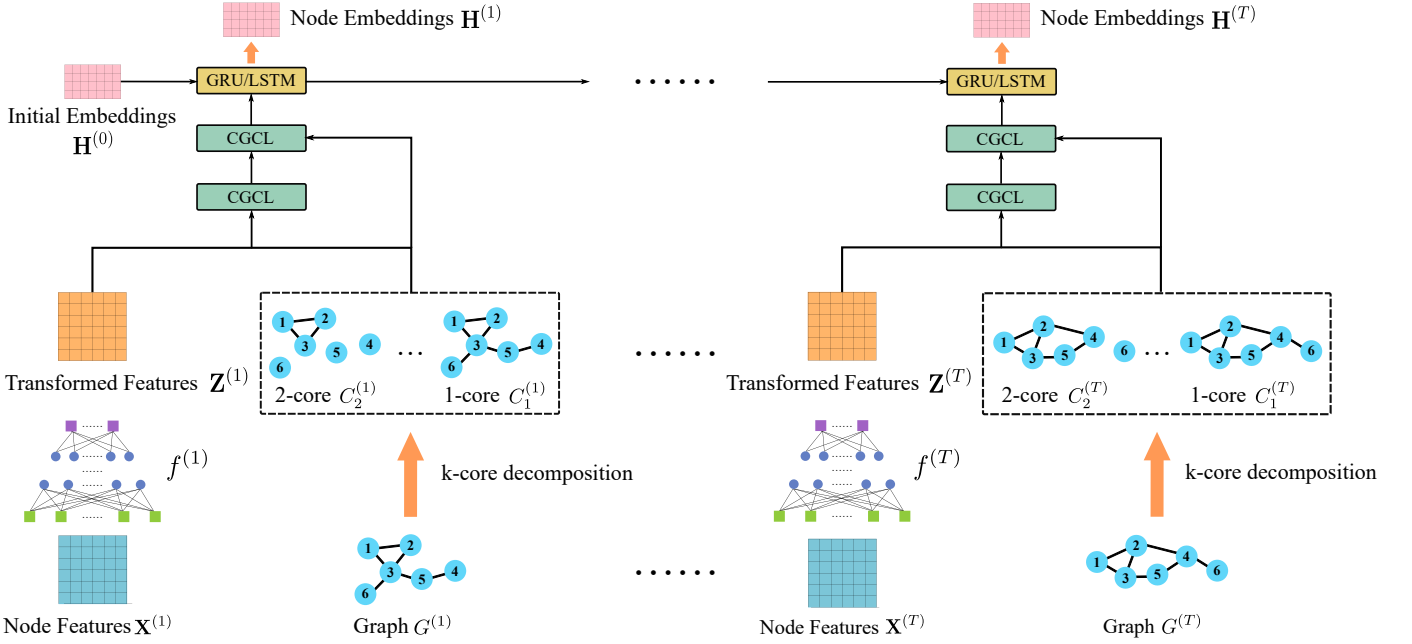 Node Embeddings H^(1)
Node Embeddings H^(T)
GRU/LSTM
......
GRU/LSTM
Initial Embeddings
H^(0)
CGCL
CGCL
CGCL
CGCL
1 2 3 4 5 6
...
1 2 3 4 5 6
......
1 2 3 4 5 6
...
1 2 3 4 5 6
Transformed Features Z^(1)
2-core C_2^(1)
1-core C_1^(1)
Transformed Features Z^(T)
2-core C_2^(T)
1-core C_1^(T)
f^(1)
k-core decomposition
f^(T)
k-core decomposition
1 2 3 4 5 6
......
1 2 3 4 5 6
Node Features X^(1)
Graph G^(1)
Node Features X^(T)
Graph G^(T)